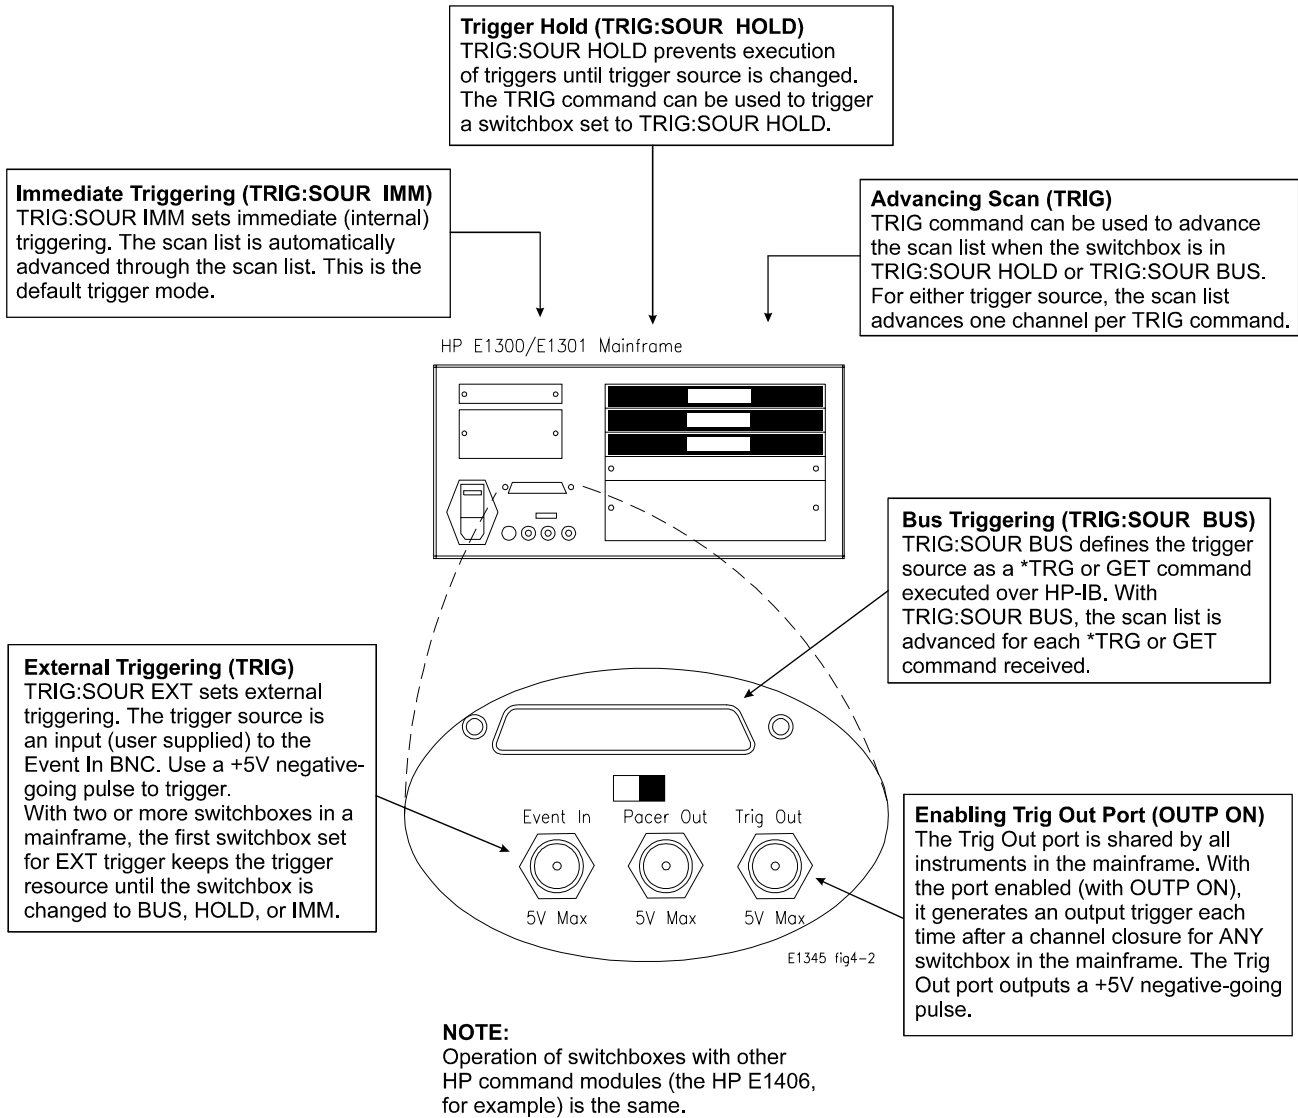 Trigger Hold (TRIG:SOUR HOLD)
TRIG:SOUR HOLD prevents execution
of triggers until trigger source is changed.
The TRIG command can be used to trigger
a switchbox set to TRIG:SOUR HOLD.
Immediate Triggering (TRIG:SOUR IMM)
TRIG:SOUR IMM sets immediate (internal)
triggering. The scan list is automatically
advanced through the scan list. This is the
default trigger mode.
Advancing Scan (TRIG)
TRIG command can be used to advance
the scan list when the switchbox is in
TRIG:SOUR HOLD or TRIG:SOUR BUS.
For either trigger source, the scan list
advances one channel per TRIG command.
HP E1300/E1301 Mainframe
Bus Triggering (TRIG:SOUR BUS)
TRIG:SOUR BUS defines the trigger
source as a *TRG or GET command
executed over HP-IB. With
TRIG:SOUR BUS, the scan list is
advanced for each *TRG or GET
command received.
External Triggering (TRIG)
TRIG:SOUR EXT sets external
triggering. The trigger source is
an input (user supplied) to the
Event In BNC. Use a +5V negative-
going pulse to trigger.
With two or more switchboxes in a
mainframe, the first switchbox set
for EXT trigger keeps the trigger
resource until the switchbox is
changed to BUS, HOLD, or IMM.
Event In Pacer Out Trig Out
5V Max 5V Max 5V Max
E1345 fig4-2
Enabling Trig Out Port (OUTP ON)
The Trig Out port is shared by all
instruments in the mainframe. With
the port enabled (with OUTP ON),
it generates an output trigger each
time after a channel closure for ANY
switchbox in the mainframe. The Trig
Out port outputs a +5V negative-going
pulse.
NOTE:
Operation of switchboxes with other
HP command modules (the HP E1406,
for example) is the same.